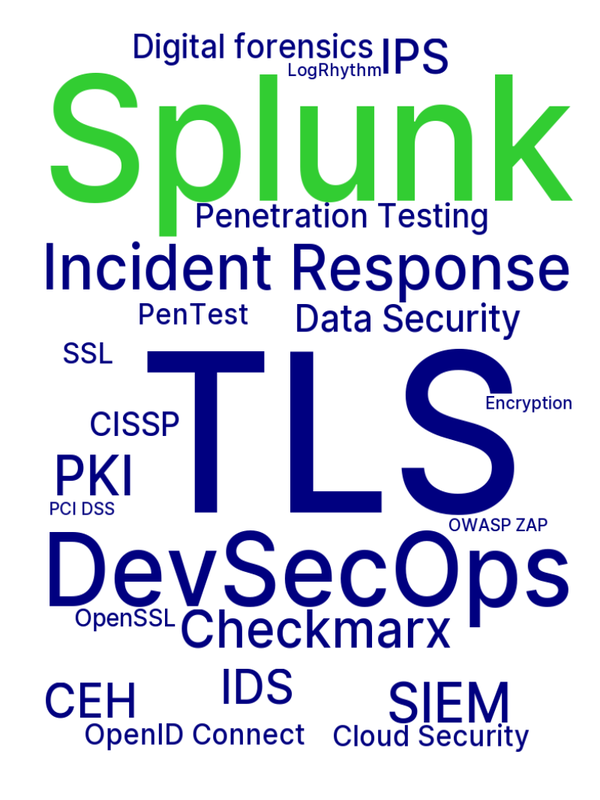 Digital forensics
IPS
LogRhythm
Splunk
Penetration Testing
Incident Response
PenTest
Data Security
SSL
TLS
Encryption
CISSP
PKI
PCI DSS
OWASP ZAP
DevSecOps
OpenSSL
Checkmarx
IDS
CEH
SIEM
OpenID Connect
Cloud Security